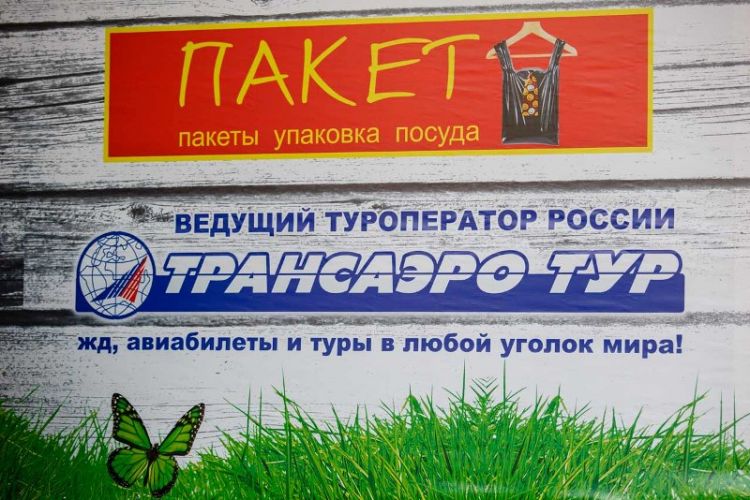 ПАКЕТ
пакеты упаковка посуда
ВЕДУЩИЙ ТУРОПЕРАТОР РОССИИ
ТРАНСАЭРО ТУР
жд, авиабилеты и туры в любой уголок мира!